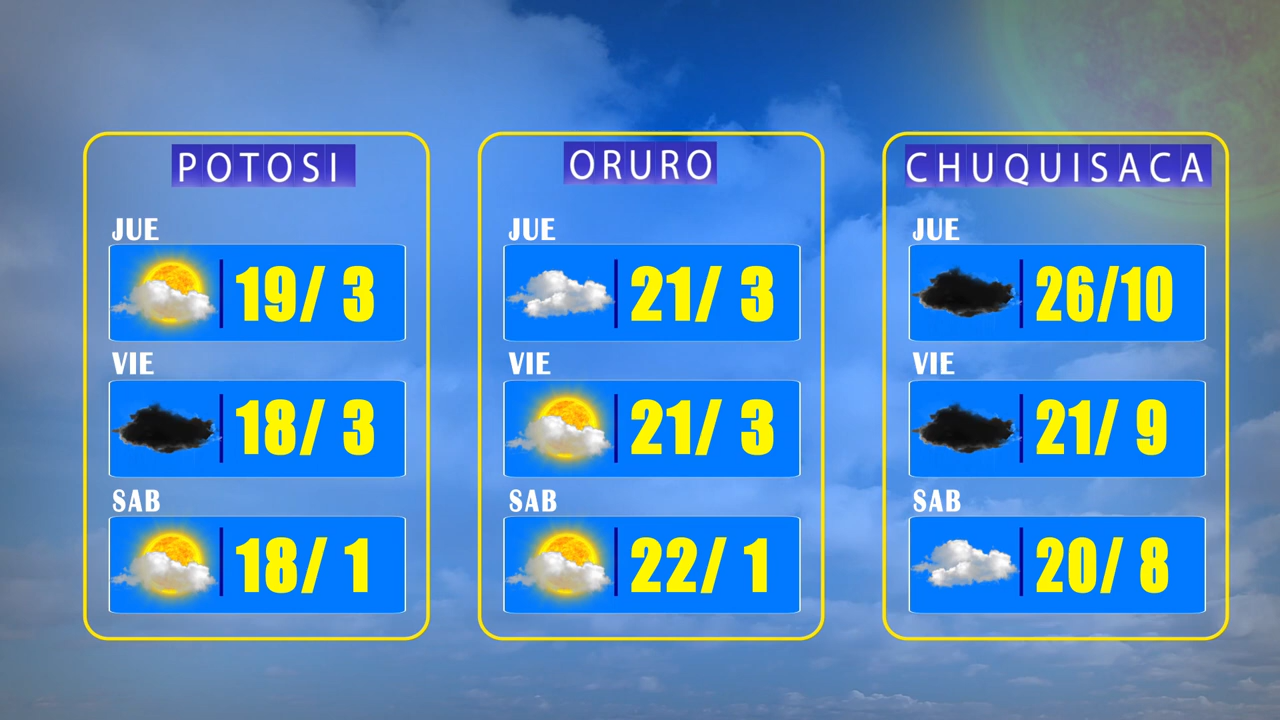 POTOSI
JUE
19/ 3
VIE
18/ 3
SAB
18/ 1
ORURO
JUE
21/ 3
VIE
21/ 3
SAB
22/ 1
CHUQUISACA
JUE
26/10
VIE
21/ 9
SAB
20/ 8